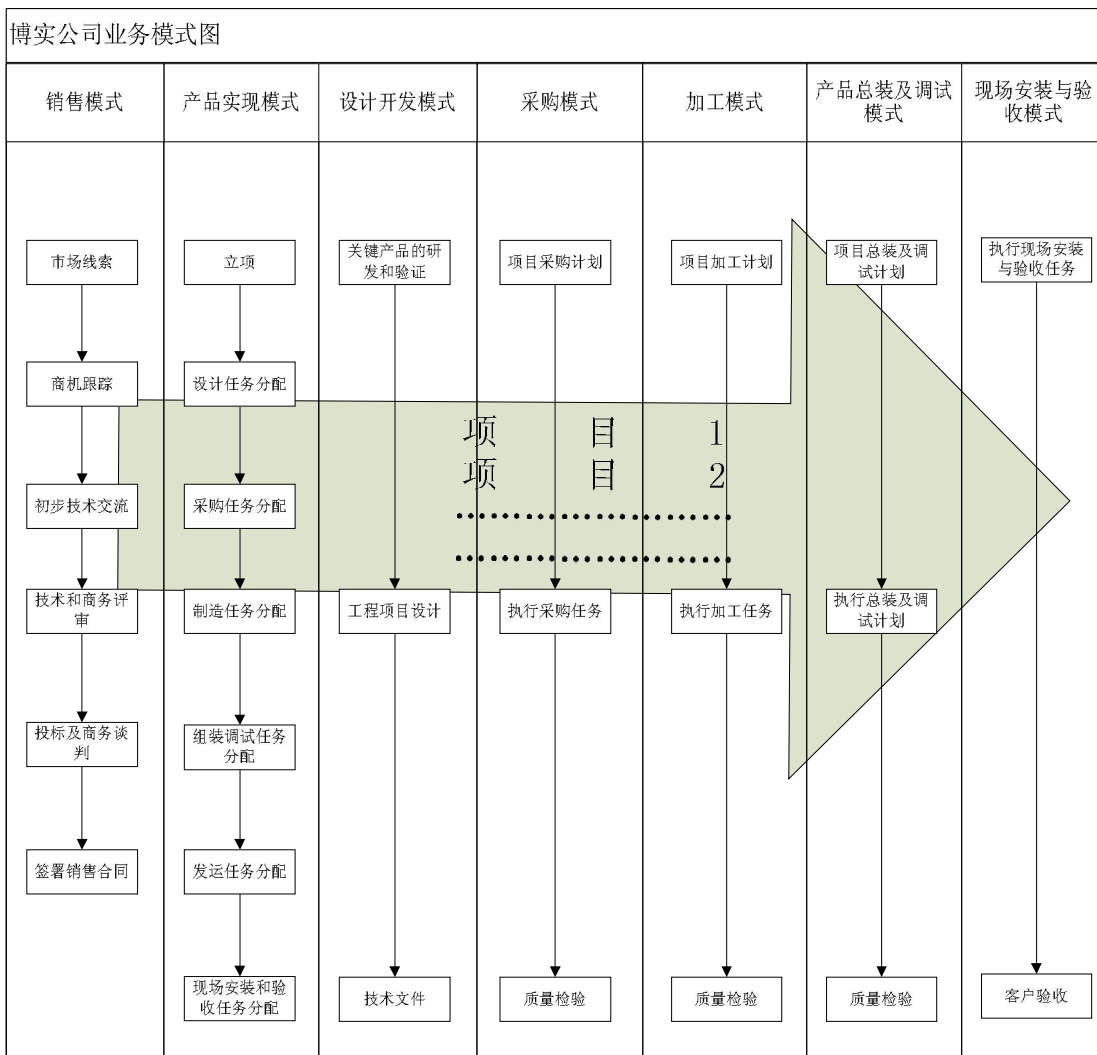 博实公司业务模式图
销售模式
产品实现模式
设计开发模式
采购模式
加工模式
产品总装及调试
模式
现场安装与验
收模式
市场线索
立项
关键产品的研
发和验证
项目采购计划
项目加工计划
项目总装及调
试计划
执行现场安装
与验收任务
商机跟踪
设计任务分配
项 目 1
项 目 2
初步技术交流
采购任务分配
技术和商务评
审
制造任务分配
工程项目设计
执行采购任务
执行加工任务
执行总装及调
试计划
投标及商务谈
判
组装调试任务
分配
签署销售合同
发运任务分配
现场安装和验
收任务分配
技术文件
质量检验
质量检验
质量检验
客户验收